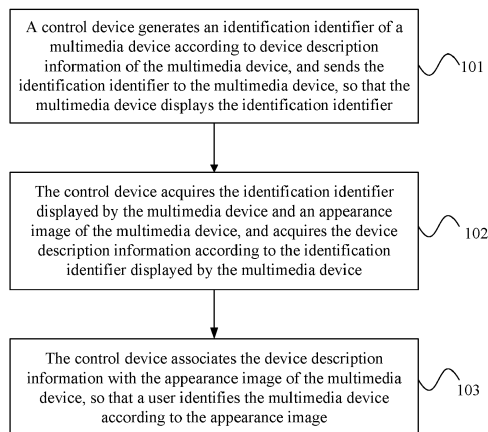 A control device generates an identification identifier of a
multimedia device according to device description
information of the multimedia device, and sends the
identification identifier to the multimedia device, so that
the multimedia device displays the identification identifier
101
The control device acquires the identification identifier
displayed by the multimedia device and an appearance
image of the multimedia device, and acquires the device
description information according to the identification
identifier displayed by the multimedia device
102
The control device associates the device description
information with the appearance image of the multimedia
device, so that a user identifies the multimedia device
according to the appearance image
103